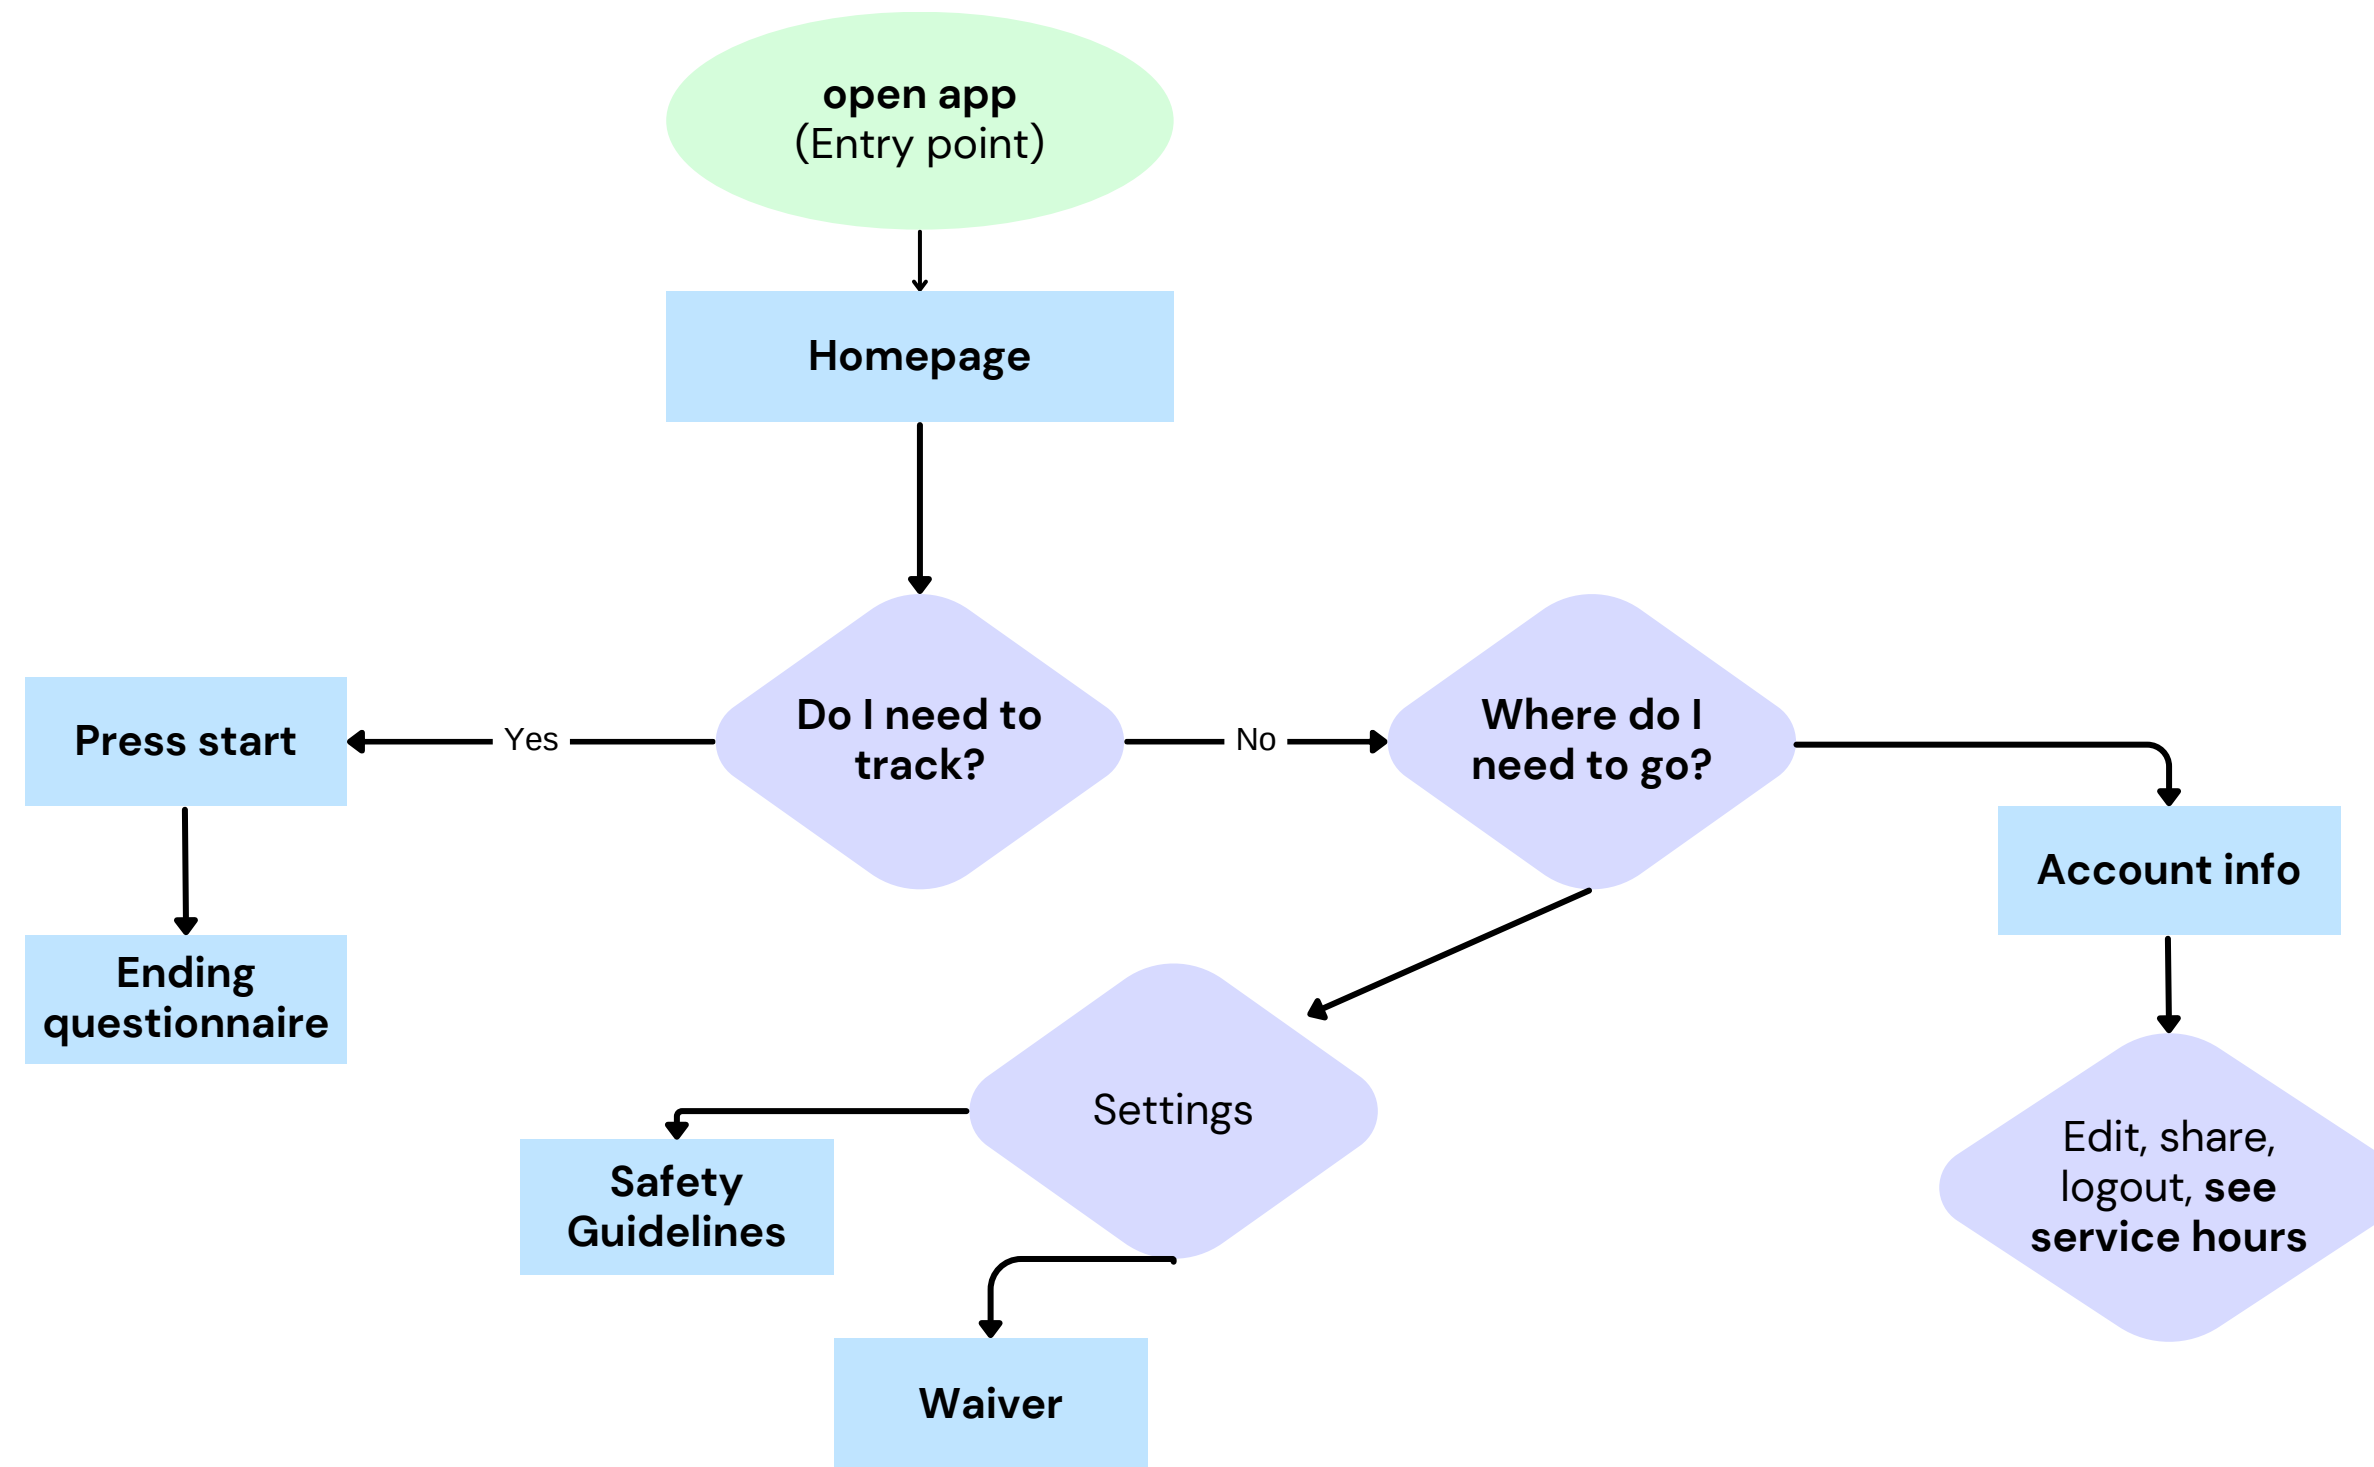 open app
(Entry point)
Homepage
Do I need to
track?
Yes
No
Press start
Ending
questionnaire
Where do I
need to go?
Account info
Edit, share,
logout, see
service hours
Settings
Safety
Guidelines
Waiver